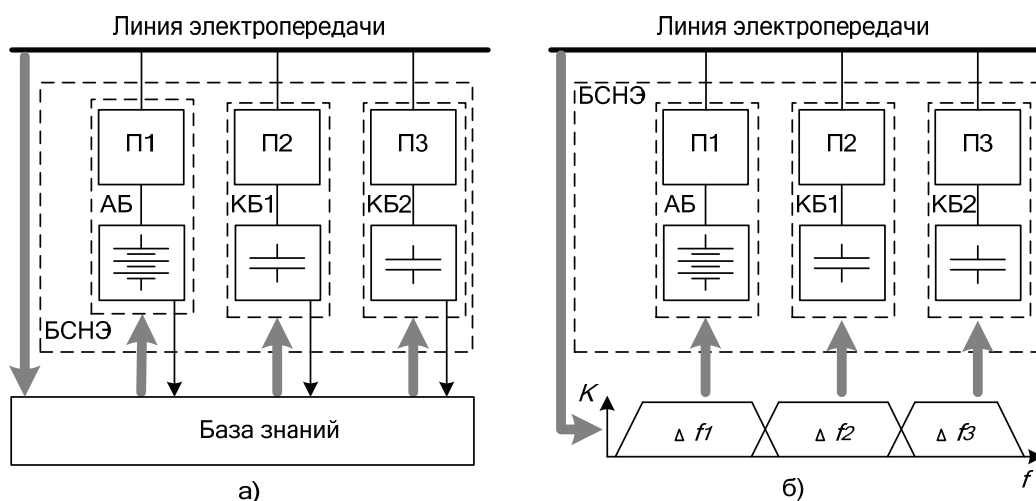 Линия электропередачи
П1
П2
П3
АБ
КБ1
КБ2
БСНЭ
База знаний
а)
Линия электропередачи
БСНЭ
П1
П2
П3
АБ
КБ1
КБ2
K
Δ f1
Δ f2
Δ f3
f
б)